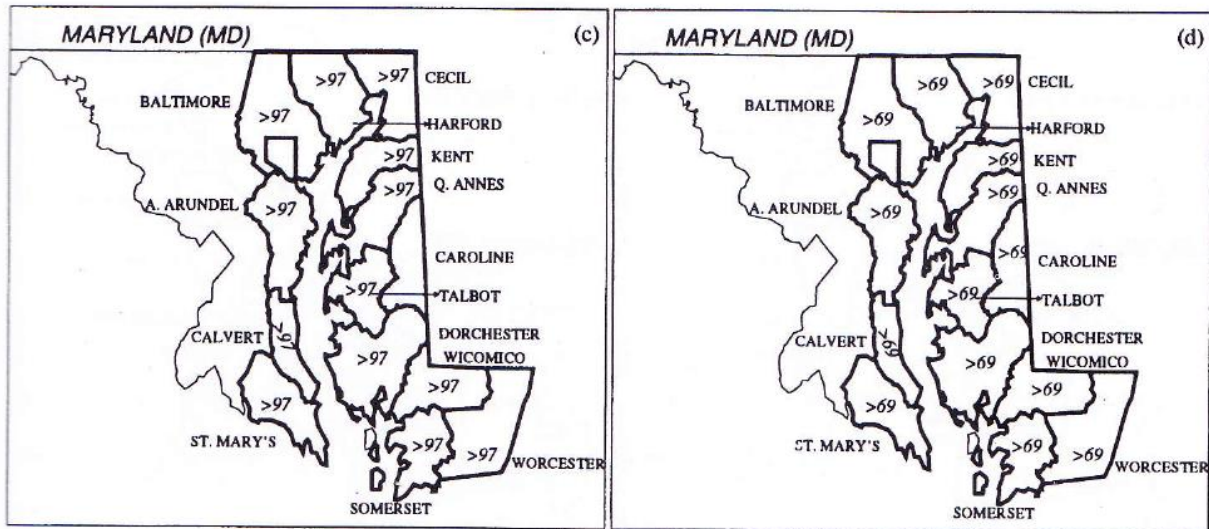 MARYLAND (MD) (c)
>97 >97 >97 CECIL
BALTIMORE
>97
HARFORD
>97 KENT
>97 Q. ANNES
A. ARUNDEL >97
CAROLINE
>97 TALBOT
CALVERT >97
DORCHESTER
>97 WICOMICO
>97
>97
ST. MARY'S
>97 >97 WORCESTER
SOMERSET
MARYLAND (MD) (d)
>69 >69 CECIL
BALTIMORE
>69
HARFORD
>69 KENT
>69 Q. ANNES
A. ARUNDEL >69
>69 CAROLINE
>69 TALBOT
CALVERT >69
DORCHESTER
>69 WICOMICO
>69
>69
ST. MARY'S
>69 >69 WORCESTER
SOMERSET